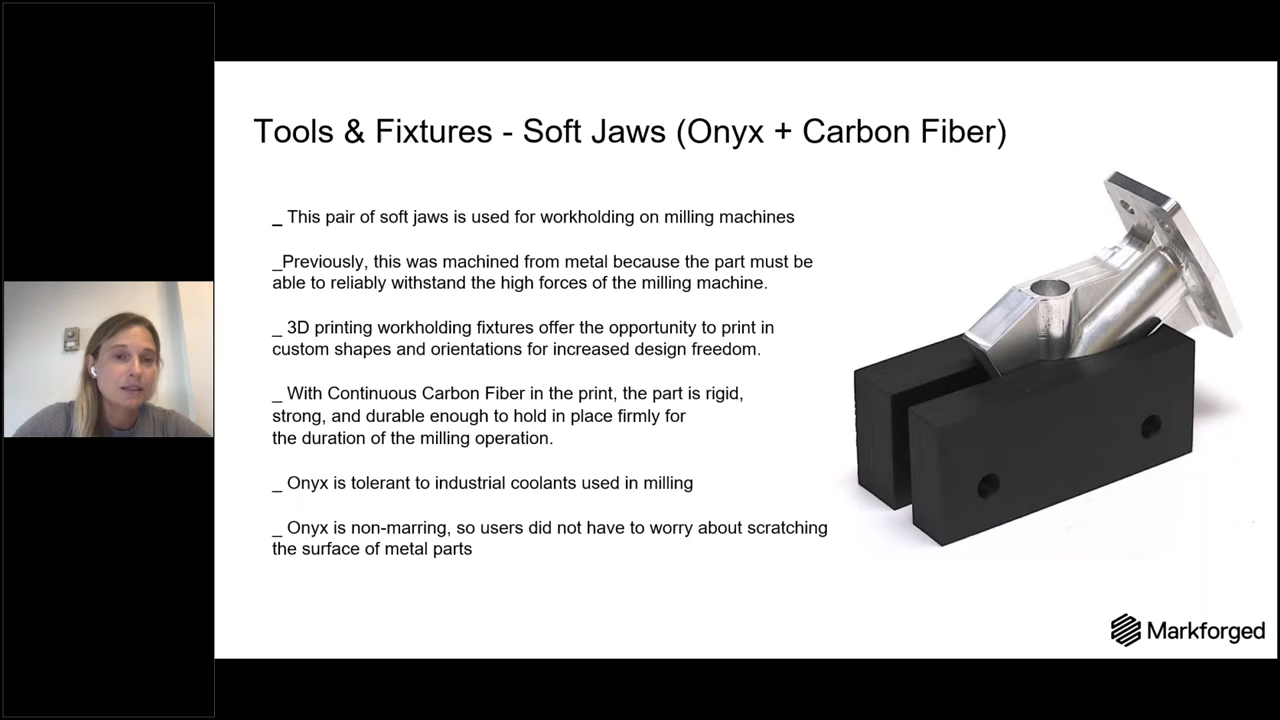 Tools & Fixtures - Soft Jaws (Onyx + Carbon Fiber)
_ This pair of soft jaws is used for workholding on milling machines
_Previously, this was machined from metal because the part must be
able to reliably withstand the high forces of the milling machine.
_ 3D printing workholding fixtures offer the opportunity to print in
custom shapes and orientations for increased design freedom.
_ With Continuous Carbon Fiber in the print, the part is rigid,
strong, and durable enough to hold in place firmly for
the duration of the milling operation.
_ Onyx is tolerant to industrial coolants used in milling
_ Onyx is non-marring, so users did not have to worry about scratching
the surface of metal parts
Markforged